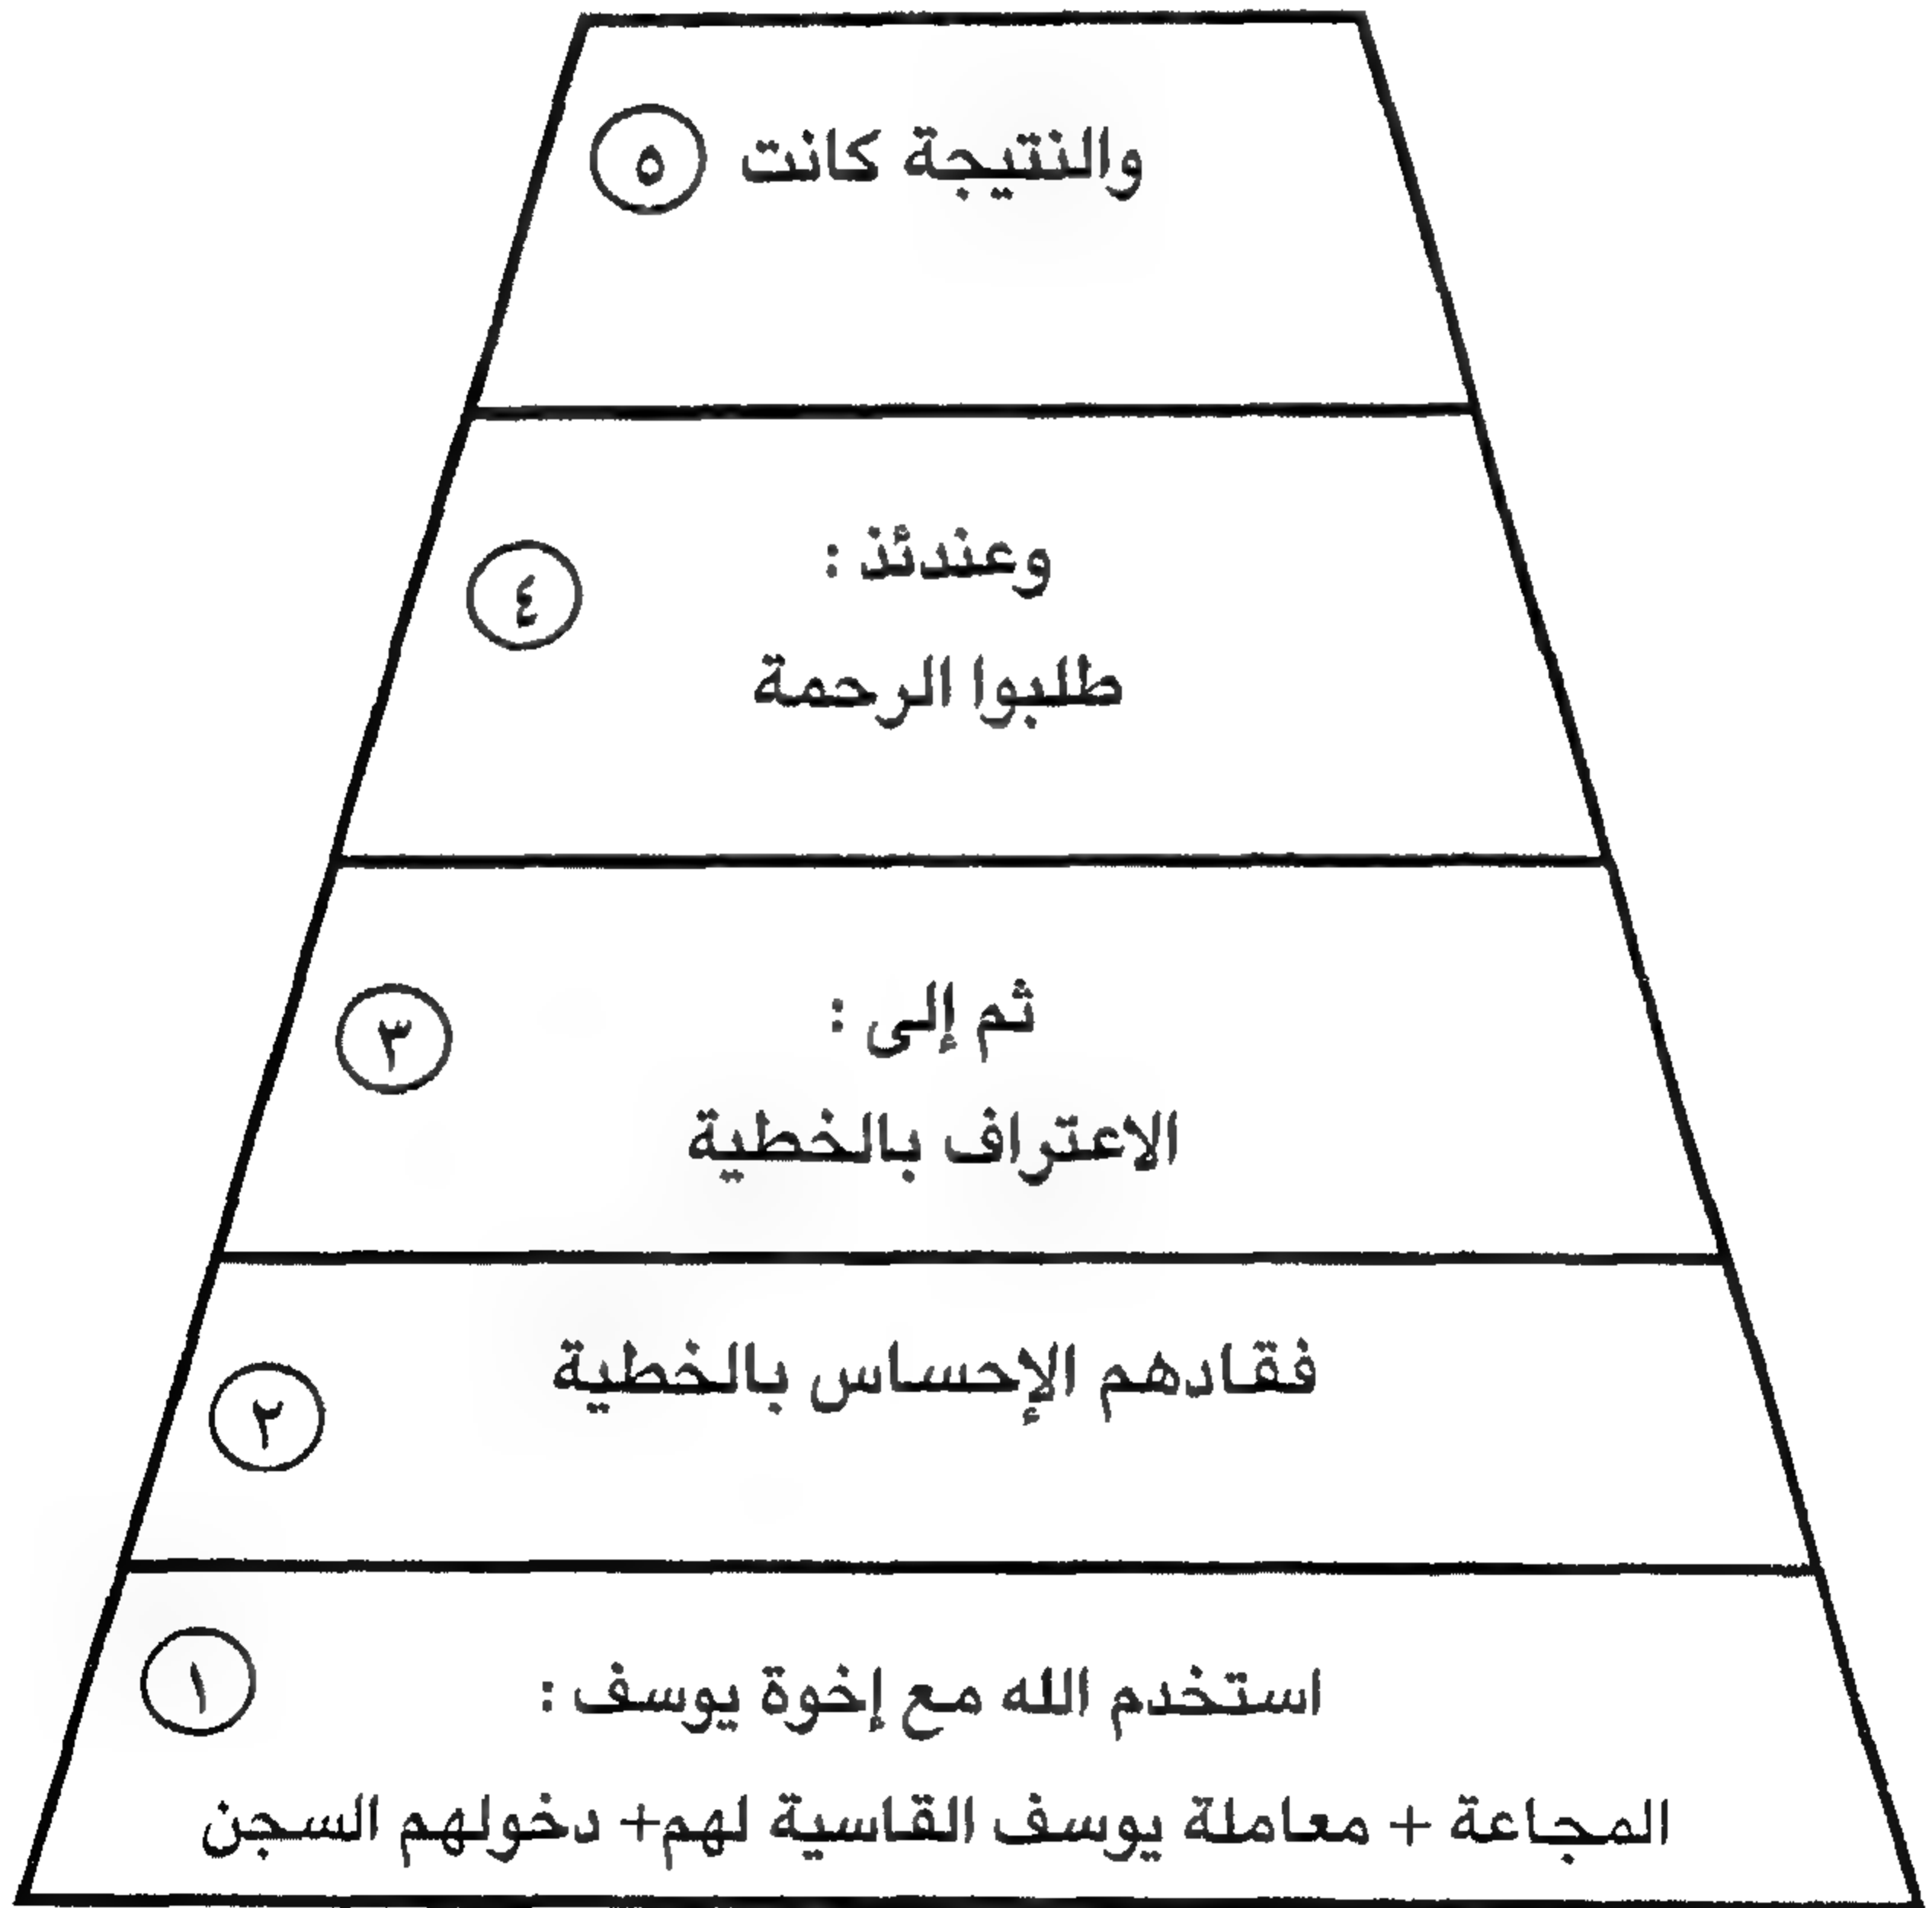 والنتيجة كانت ٥
وعندئذ :
٤
طلبوا الرحمة
ثم إلى :
٣
الاعتراف بالخطية
فقادهم الإحساس بالخطية
٢
استخدم الله مع إخوة يوسف :
١
المجاعة + معاملة يوسف القاسية لهم+ دخولهم السجن